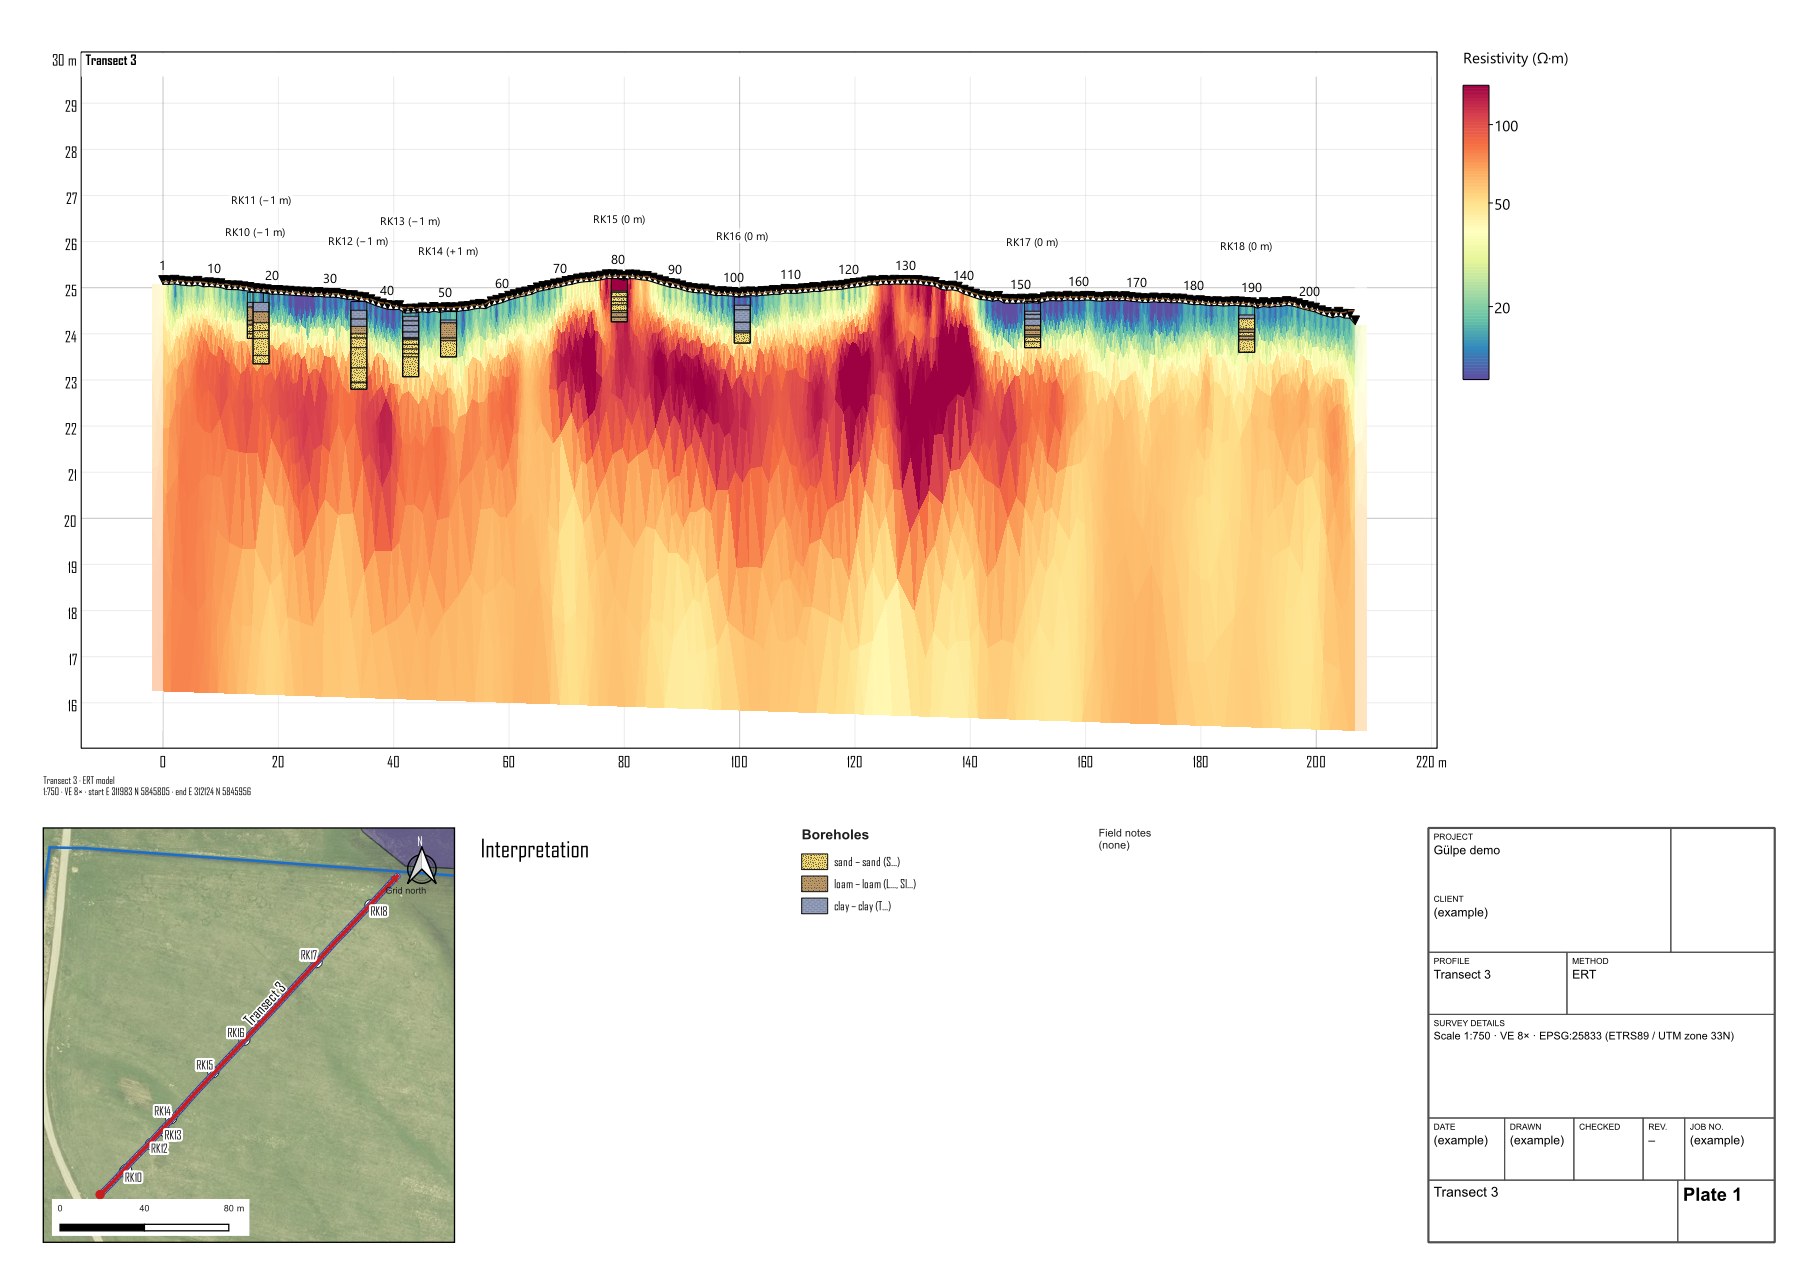 30 m
Transect 3
29
28
27
26
25
24
23
22
21
20
19
18
17
16
RK11 (−1 m)
RK13 (−1 m)
RK15 (0 m)
RK10 (−1 m)
RK12 (−1 m)
RK14 (+1 m)
RK16 (0 m)
RK17 (0 m)
RK18 (0 m)
1 10 20 30 40 50 60 70 80 90 100 110 120 130 140 150 160 170 180 190 200
0 20 40 60 80 100 120 140 160 180 200 220 m
Resistivity (Ω·m)
100
50
20
Transect 3 · ERT model
1:750 · VE 8× · start E 311983 N 5845805 · end E 312124 N 5845956
N
Grid north
RK18
RK17
Transect 3
RK16
RK15
RK14
RK13
RK12
RK10
0 40 80 m
Interpretation
Boreholes
sand – sand (S...)
loam – loam (L..., Sl...)
clay – clay (T...)
Field notes
(none)
PROJECT
Gülpe demo
CLIENT
(example)
PROFILE
Transect 3
METHOD
ERT
SURVEY DETAILS
Scale 1:750 · VE 8× · EPSG:25833 (ETRS89 / UTM zone 33N)
DATE
(example)
DRAWN
(example)
CHECKED
REV.
–
JOB NO.
(example)
Transect 3
Plate 1